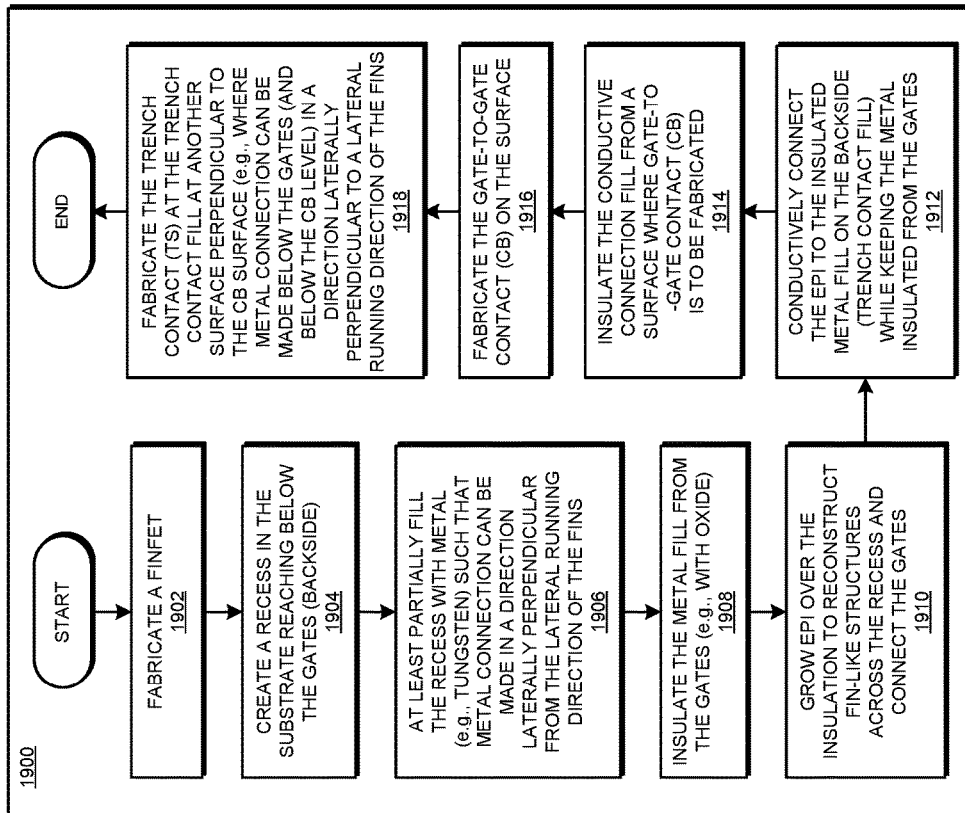 1900
START
FABRICATE A FINFET
1902
CREATE A RECESS IN THE
SUBSTRATE REACHING BELOW
THE GATES (BACKSIDE)
1904
AT LEAST PARTIALLY FILL
THE RECESS WITH METAL
(e.g., TUNGSTEN) SUCH THAT
METAL CONNECTION CAN BE
MADE IN A DIRECTION
LATERALLY PERPENDICULAR
FROM THE LATERAL RUNNING
DIRECTION OF THE FINS
1906
INSULATE THE METAL FILL FROM
THE GATES (e.g., WITH OXIDE)
1908
GROW EPI OVER THE
INSULATION TO RECONSTRUCT
FIN-LIKE STRUCTURES
ACROSS THE RECESS AND
CONNECT THE GATES
1910
CONDUCTIVELY CONNECT
THE EPI TO THE INSULATED
METAL FILL ON THE BACKSIDE
(TRENCH CONTACT FILL)
WHILE KEEPING THE METAL
INSULATED FROM THE GATES
1912
INSULATE THE CONDUCTIVE
CONNECTION FILL FROM A
SURFACE WHERE GATE-TO
-GATE CONTACT (CB)
IS TO BE FABRICATED
1914
FABRICATE THE GATE-TO-GATE
CONTACT (CB) ON THE SURFACE
1916
FABRICATE THE TRENCH
CONTACT (TS) AT THE TRENCH
CONTACT FILL AT ANOTHER
SURFACE PERPENDICULAR TO
THE CB SURFACE (e.g., WHERE
METAL CONNECTION CAN BE
MADE BELOW THE GATES (AND
BELOW THE CB LEVEL) IN A
DIRECTION LATERALLY
PERPENDICULAR TO A LATERAL
RUNNING DIRECTION OF THE FINS
1918
END